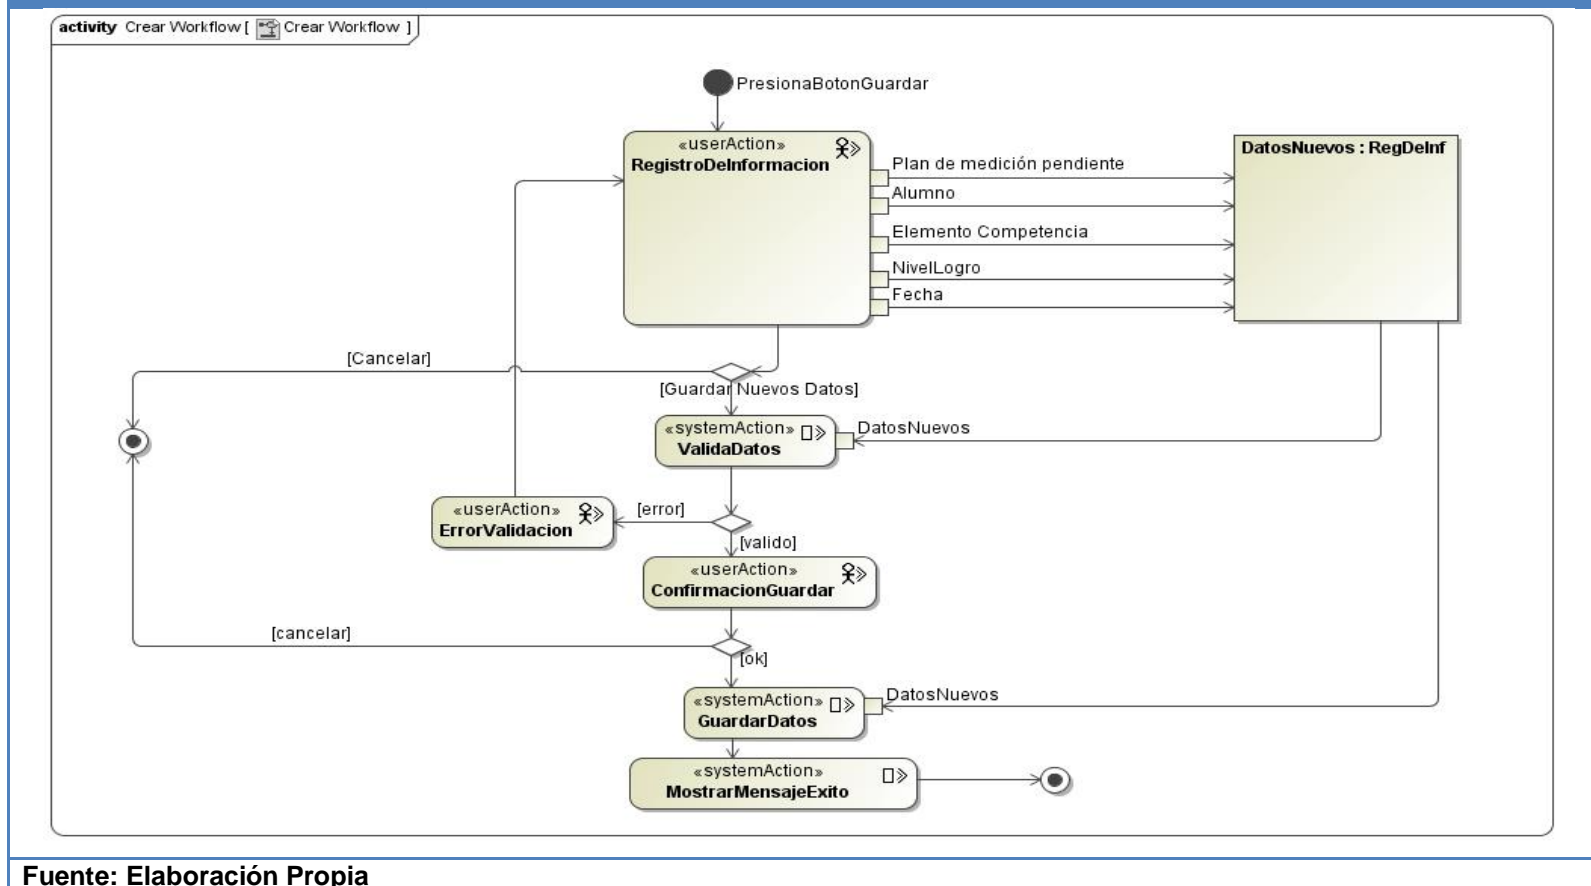 activity Crear Workflow [ Crear Workflow ]
PresionaBotonGuardar
«userAction»
RegistroDeInformacion
DatosNuevos : RegDeInf
Plan de medición pendiente
Alumno
Elemento Competencia
NivelLogro
Fecha
[Cancelar]
[Guardar Nuevos Datos]
«systemAction»
ValidaDatos
DatosNuevos
«userAction»
ErrorValidacion
[error]
[valido]
«userAction»
ConfirmacionGuardar
[cancelar]
[ok]
«systemAction»
GuardarDatos
DatosNuevos
«systemAction»
MostrarMensajeExito
Fuente: Elaboración Propia